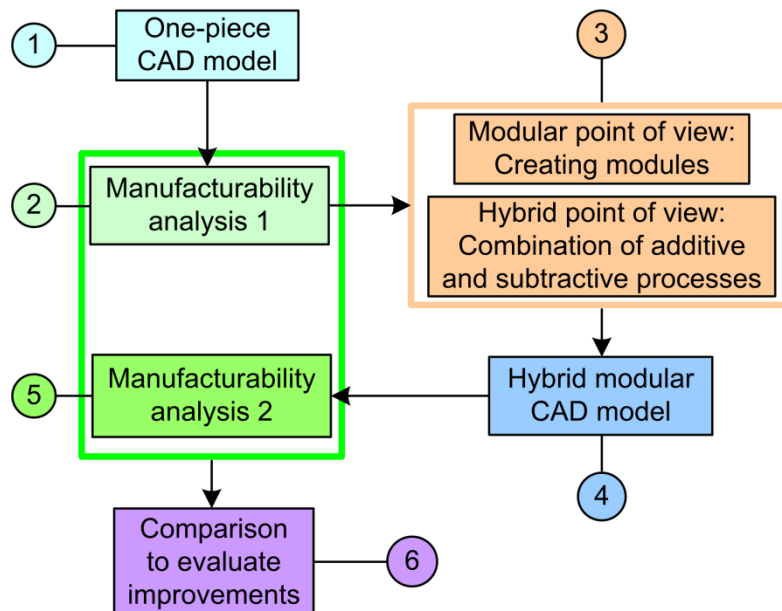 1
One-piece
CAD model
3
Modular point of view:
Creating modules
2
Manufacturability
analysis 1
Hybrid point of view:
Combination of additive
and subtractive processes
5
Manufacturability
analysis 2
Hybrid modular
CAD model
4
Comparison
to evaluate
improvements
6